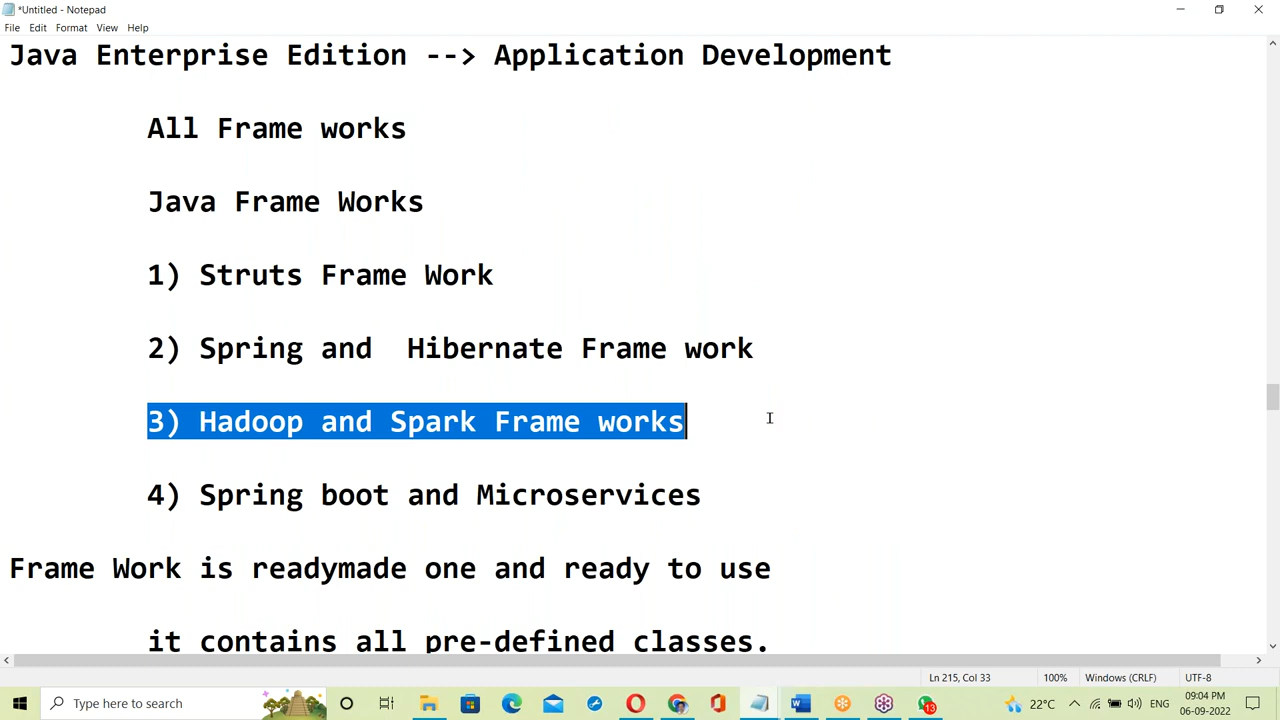 *Untitled - Notepad
File Edit Format View Help
Java Enterprise Edition --> Application Development
All Frame works
Java Frame Works
1) Struts Frame Work
2) Spring and  Hibernate Frame work
3) Hadoop and Spark Frame works
4) Spring boot and Microservices
Frame Work is readymade one and ready to use
it contains all pre-defined classes.
Ln 215, Col 33 100% Windows (CRLF) UTF-8
Type here to search
13
22°C ENG
09:04 PM
06-09-2022